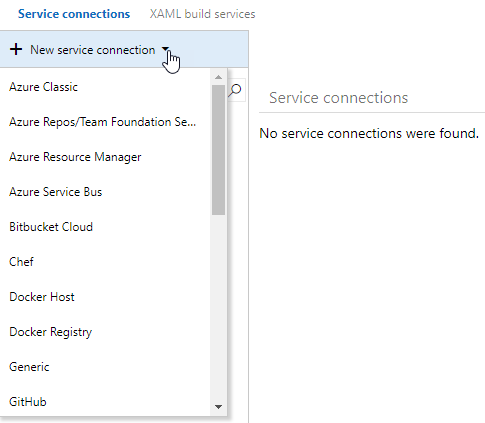 Service connections XAML build services
+ New service connection
Azure Classic
Azure Repos/Team Foundation Se...
Azure Resource Manager
Azure Service Bus
Bitbucket Cloud
Chef
Docker Host
Docker Registry
Generic
GitHub
Service connections
No service connections were found.